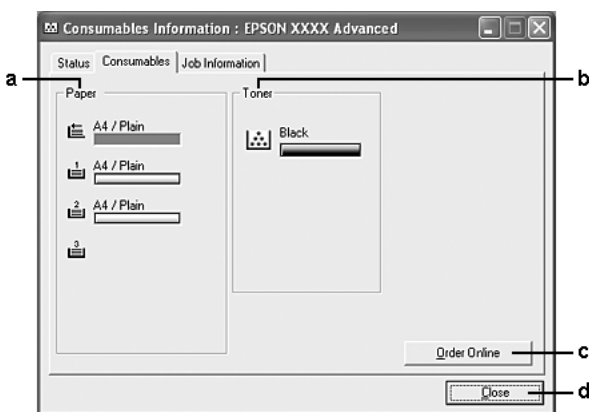 Consumables Information : EPSON XXXX Advanced
Status Consumables Job Information
a
b
Paper
Toner
A4 / Plain
Black
1 A4 / Plain
2 A4 / Plain
3
Order Online
c
Close
d